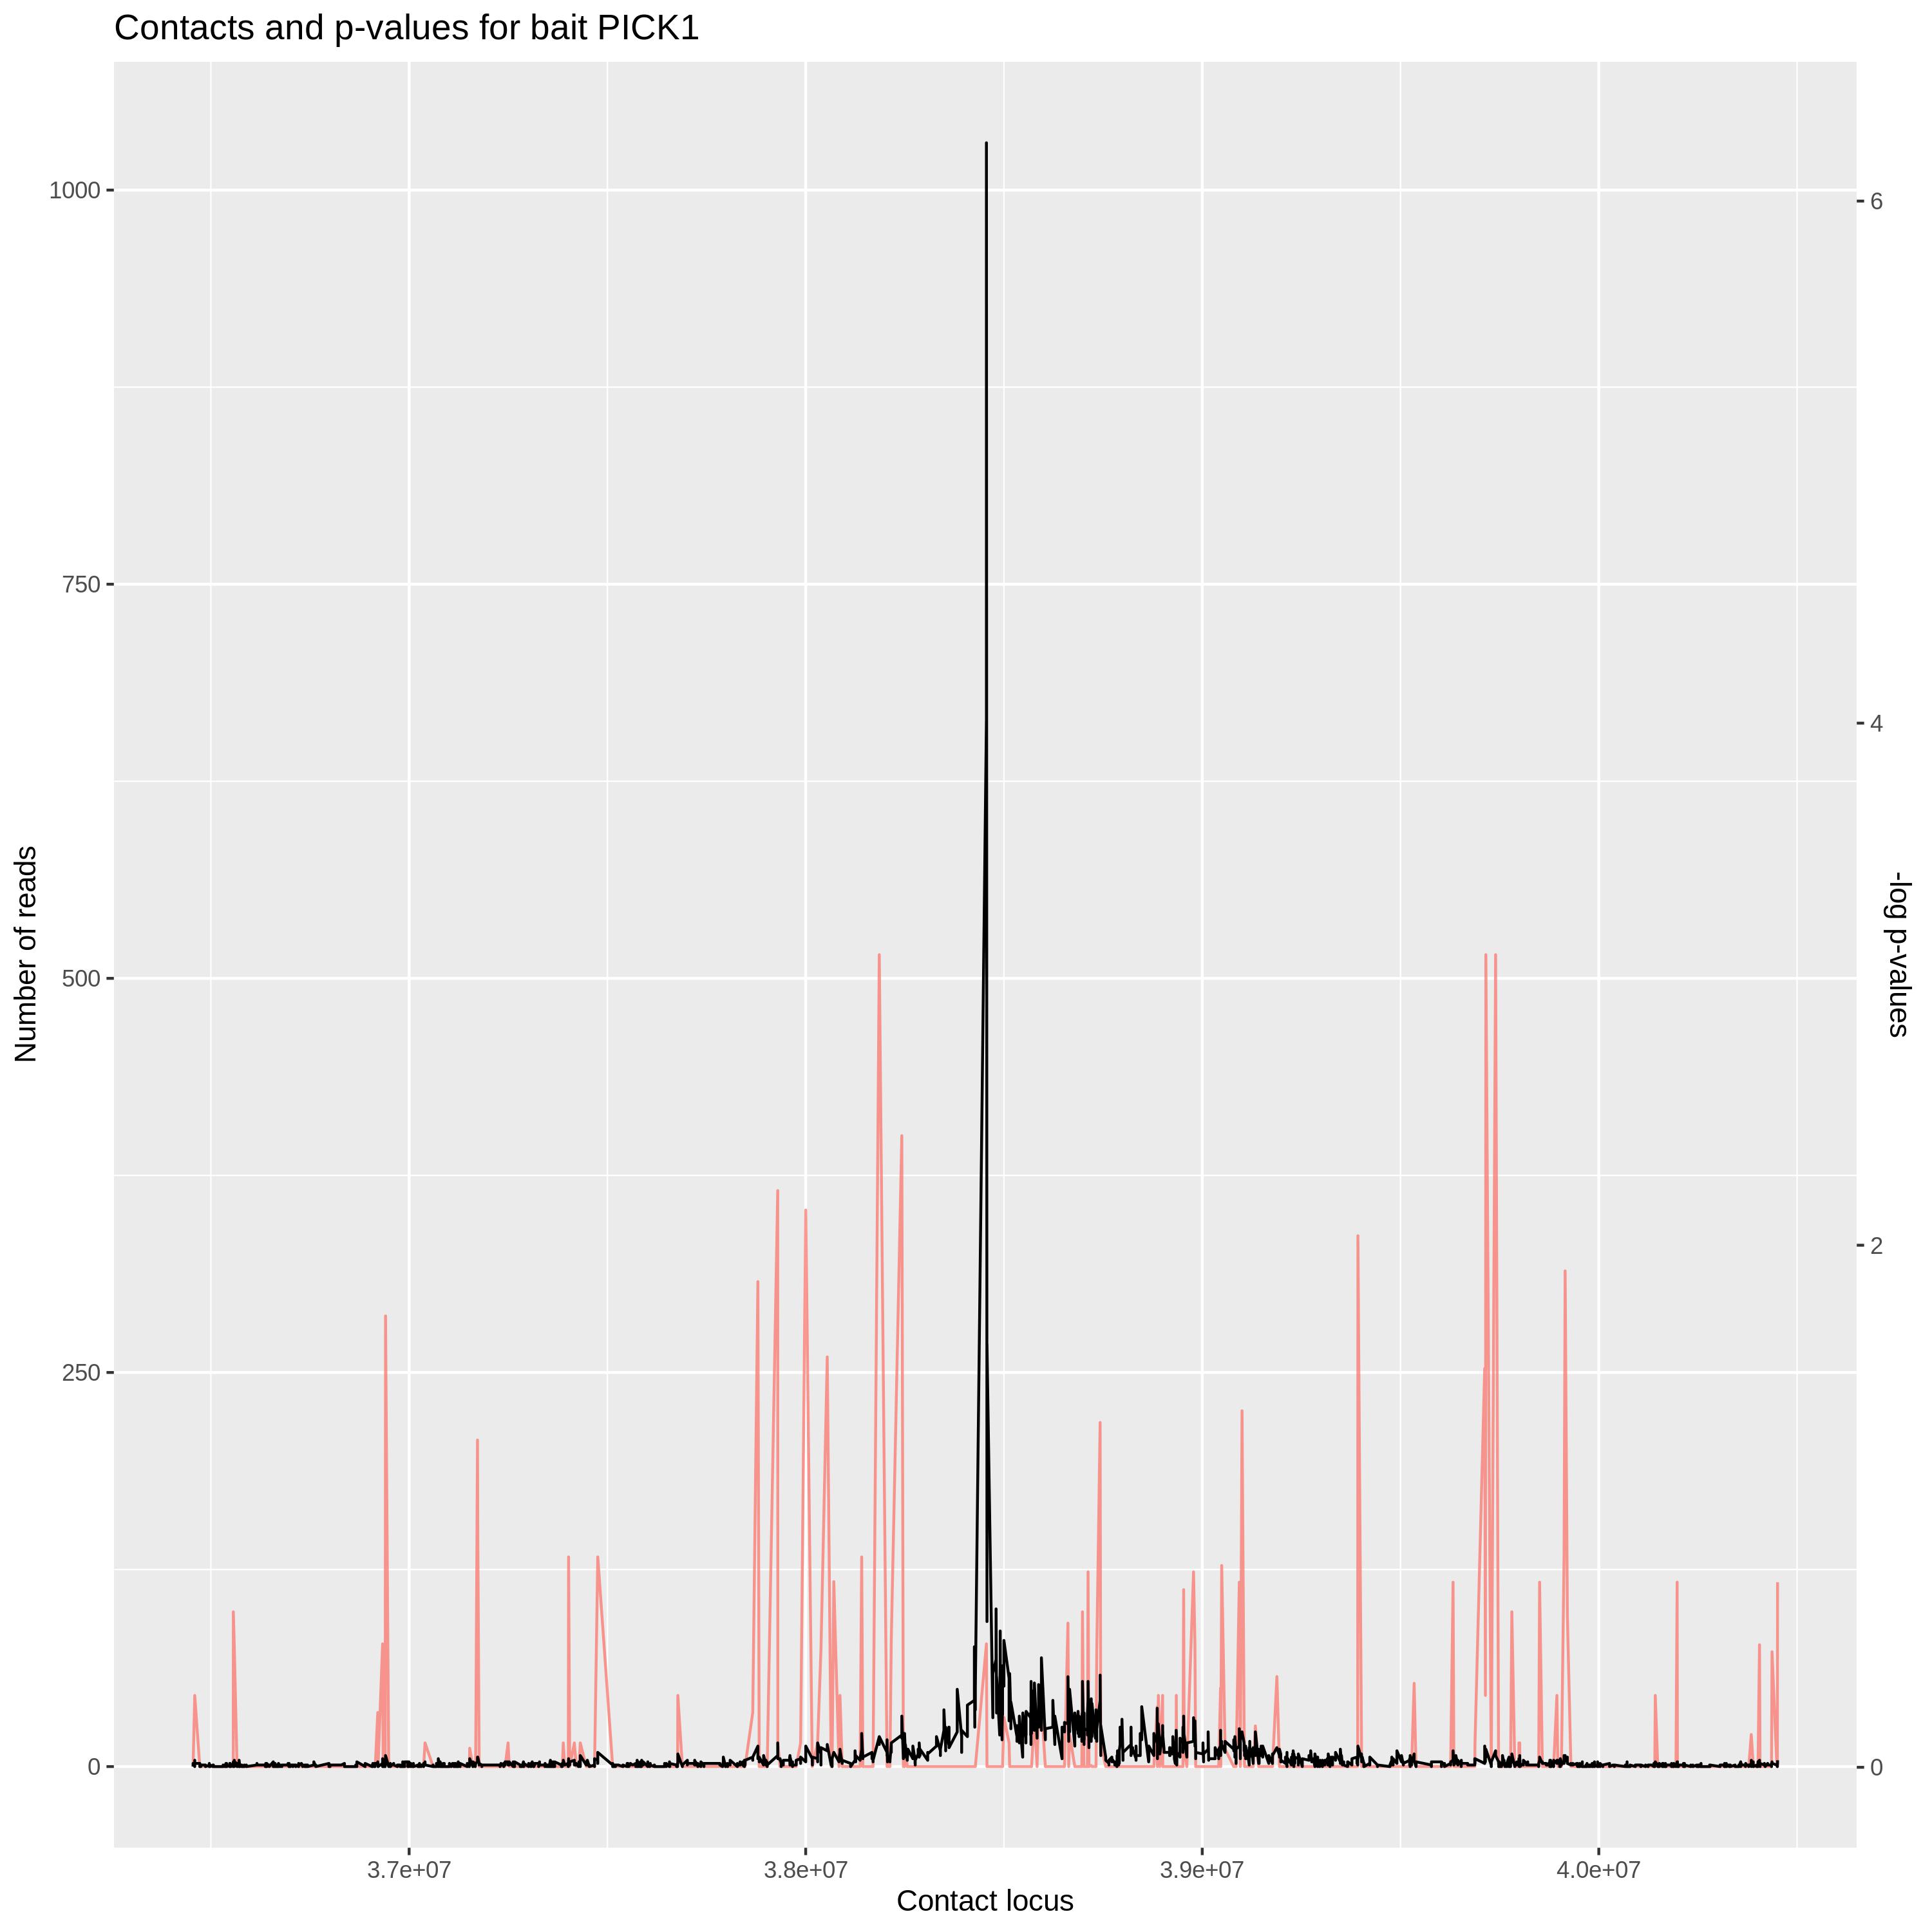 Contacts and p-values for bait PICK1
1000
750
500
250
0
Number of reads
6
4
2
0
-log p-values
3.7e+07
3.8e+07
3.9e+07
4.0e+07
Contact locus